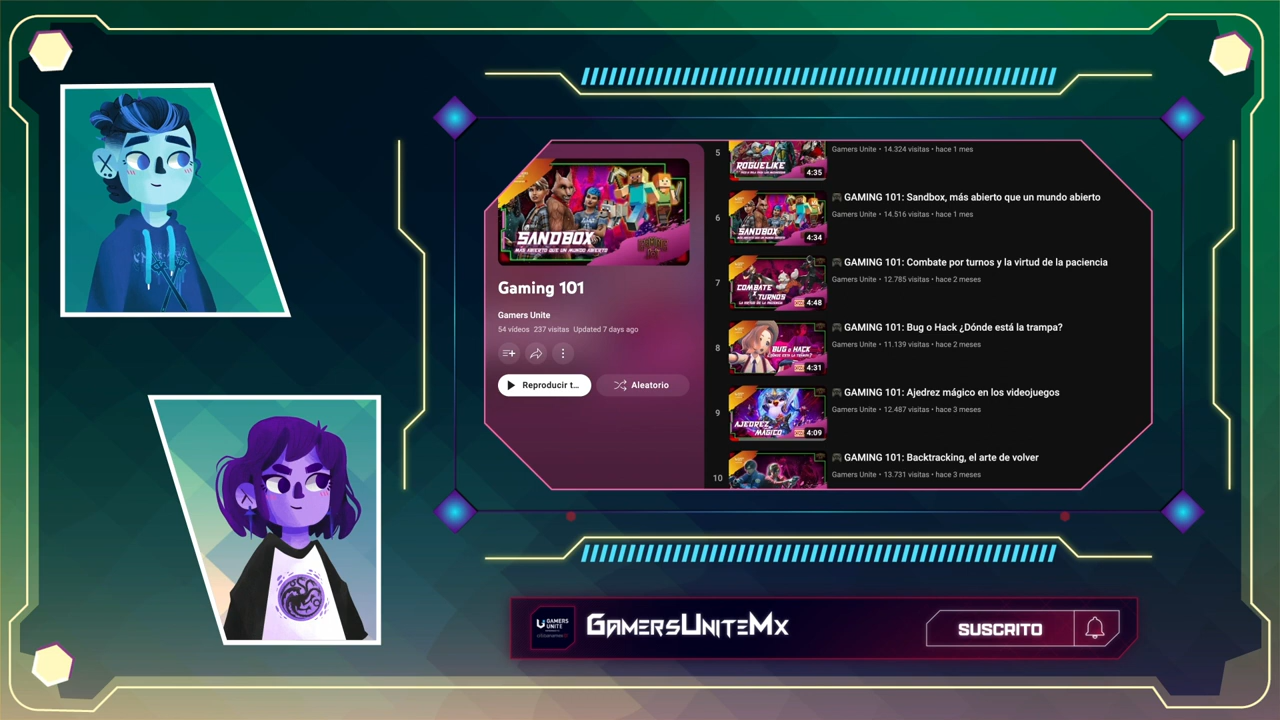 SANDBOX
MÁS ABIERTO QUE UN MUNDO ABIERTO
Gaming 101
Gamers Unite
54 videos 237 visitas Updated 7 days ago
Reproducir t...
Aleatorio
5
ROGUELIKE
4:35
Gamers Unite • 14.324 visitas • hace 1 mes
6
SANDBOX
4:34
🎮 GAMING 101: Sandbox, más abierto que un mundo abierto
Gamers Unite • 14.516 visitas • hace 1 mes
7
COMBATE
TURNOS
4:48
🎮 GAMING 101: Combate por turnos y la virtud de la paciencia
Gamers Unite • 12.785 visitas • hace 2 meses
8
BUG o HACK
4:31
🎮 GAMING 101: Bug o Hack ¿Dónde está la trampa?
Gamers Unite • 11.139 visitas • hace 2 meses
9
AJEDREZ
MÁGICO
4:09
🎮 GAMING 101: Ajedrez mágico en los videojuegos
Gamers Unite • 12.487 visitas • hace 3 meses
10
🎮 GAMING 101: Backtracking, el arte de volver
Gamers Unite • 13.731 visitas • hace 3 meses
GAMERS
UNITE
GamersUniteMx
SUSCRITO